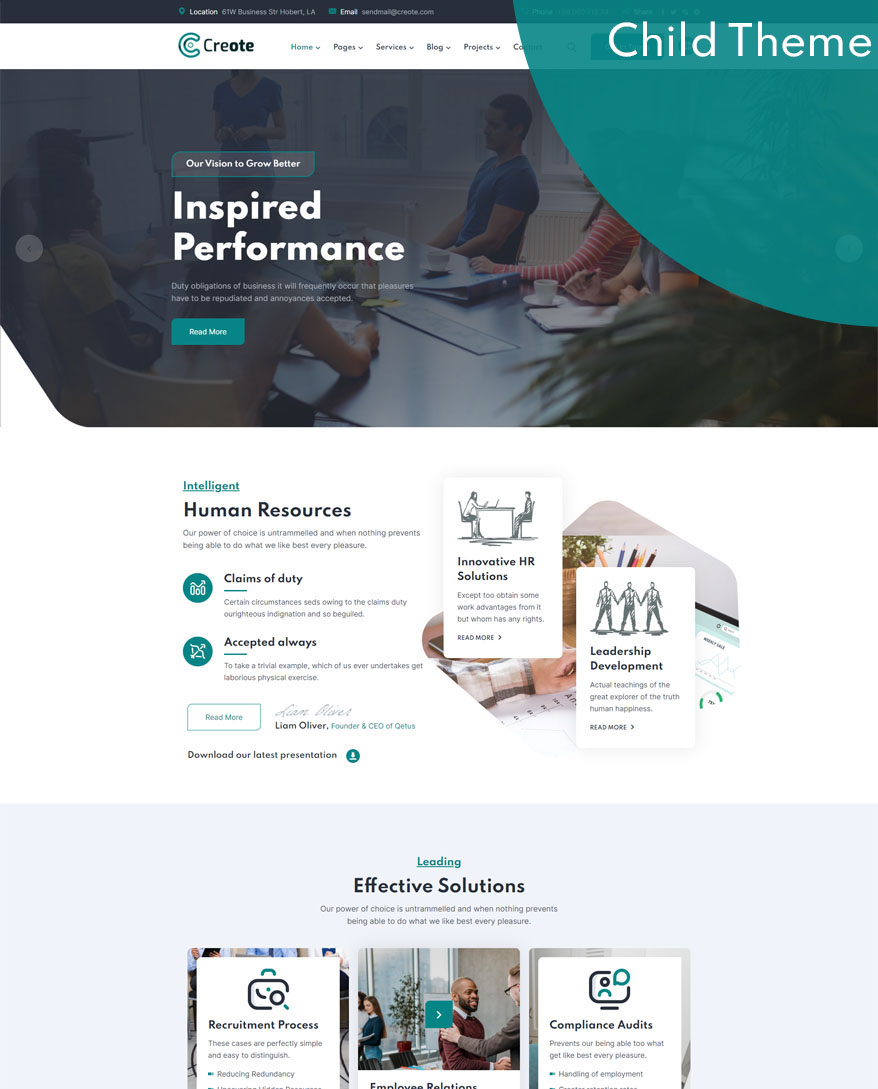 Location 61W Business Str Hobert, LA Email sendmail@creote.com Phone Share
Creote
Home Pages Services Blog Projects Contact
Child Theme
Our Vision to Grow Better
Inspired
Performance
Duty obligations of business it will frequently occur that pleasures
have to be repudiated and annoyances accepted.
Read More
Intelligent
Human Resources
Our power of choice is untrammelled and when nothing prevents
being able to do what we like best every pleasure.
Claims of duty
Certain circumstances seds owing to the claims duty
ourighteous indignation and so beguiled.
Accepted always
To take a trivial example, which of us ever undertakes get
laborious physical exercise.
Read More
Liam Oliver
Liam Oliver, Founder & CEO of Qetus
Download our latest presentation
Innovative HR
Solutions
Except too obtain some
work advantages from it
but whom has any rights.
READ MORE
WEEKLY SALE
Leadership
Development
Actual teachings of the
great explorer of the truth
human happiness.
READ MORE
Leading
Effective Solutions
Our power of choice is untrammelled and when nothing prevents
being able to do what we like best every pleasure.
Recruitment Process
These cases are perfectly simple
and easy to distinguish.
Reducing Redundancy
Employee Relations
Compliance Audits
Prevents our being able too what
get like best every pleasure.
Handling of employment